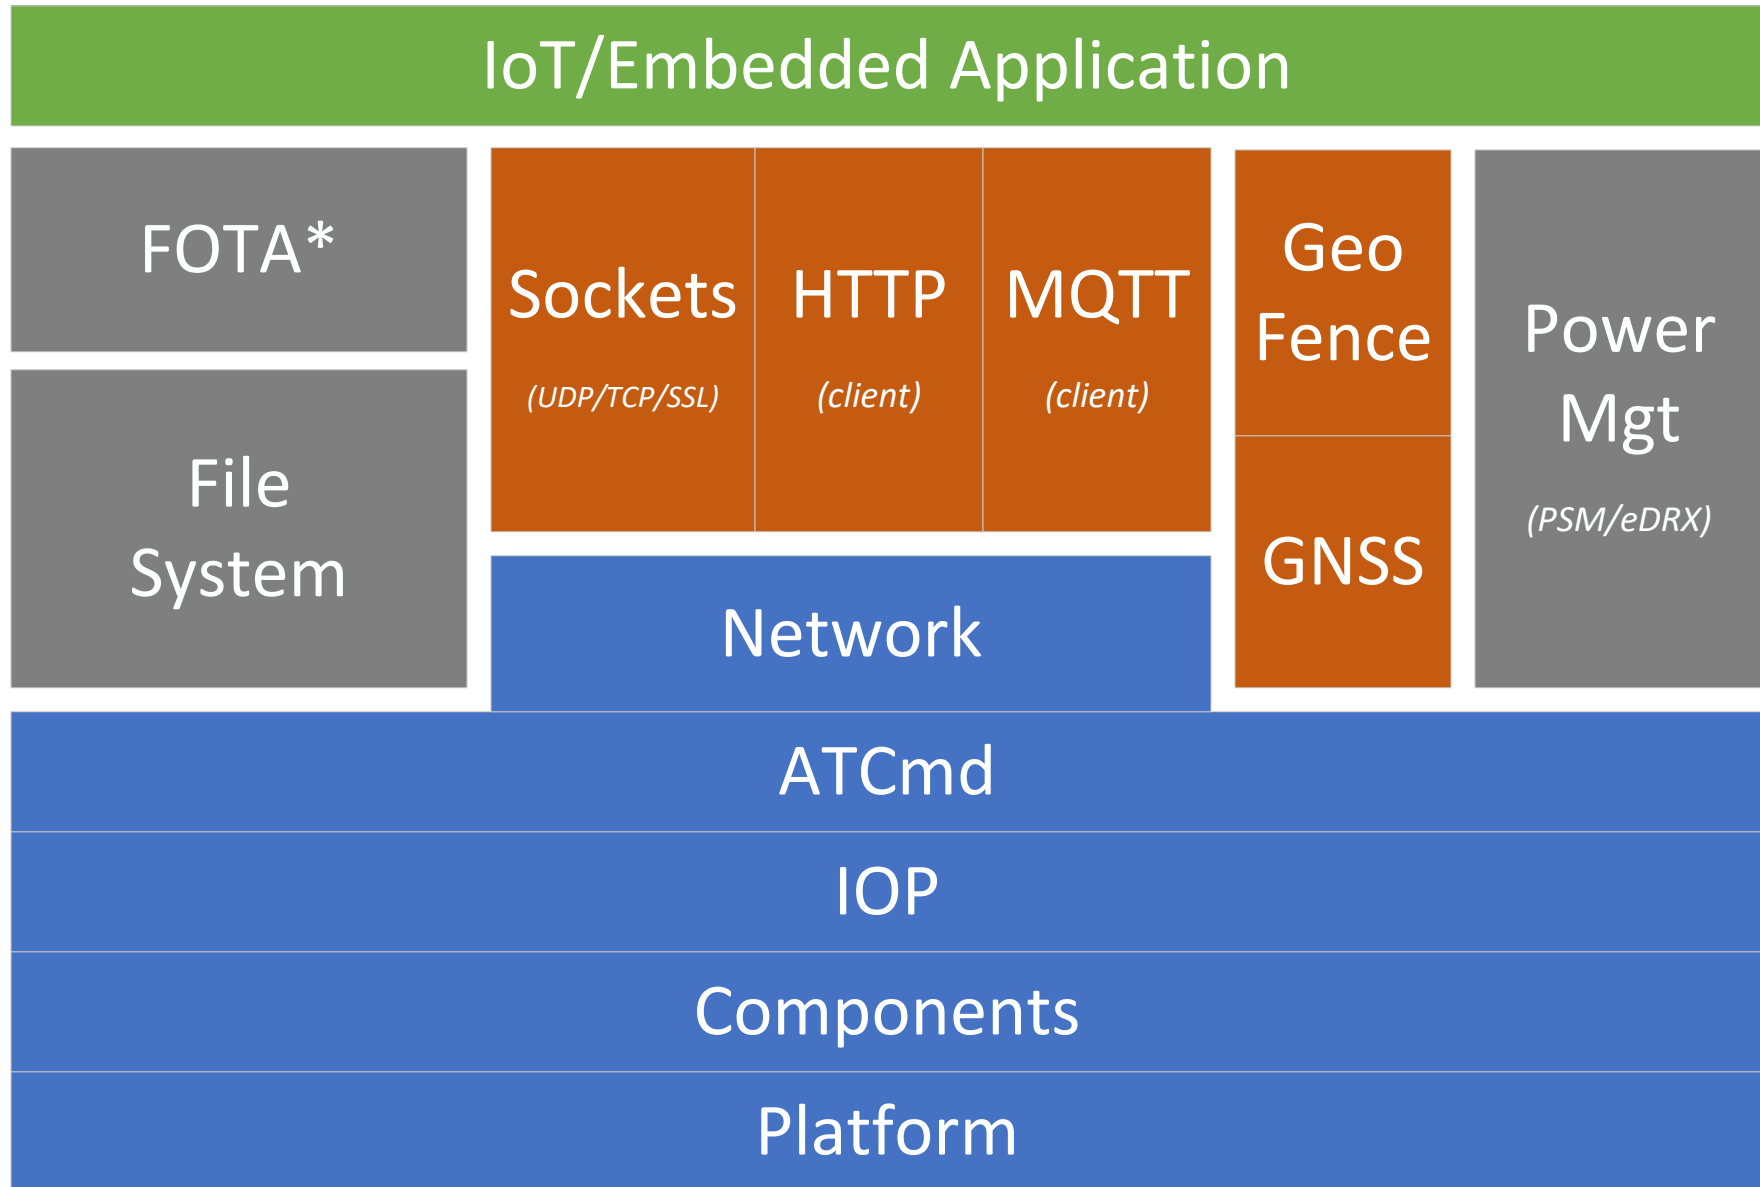 IoT/Embedded Application
FOTA*
File
System
Sockets
(UDP/TCP/SSL)
HTTP
(client)
MQTT
(client)
Geo
Fence
GNSS
Power
Mgt
(PSM/eDRX)
Network
ATCmd
IOP
Components
Platform